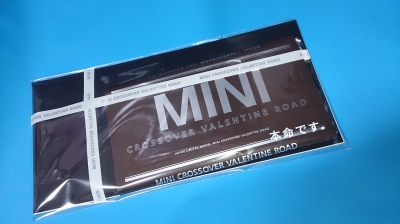 MINI CROSSOVER VALENTINE ROAD
MINI
CROSSOVER VALENTINE ROAD
本命です。
MINI CROSSOVER VALENTINE ROAD